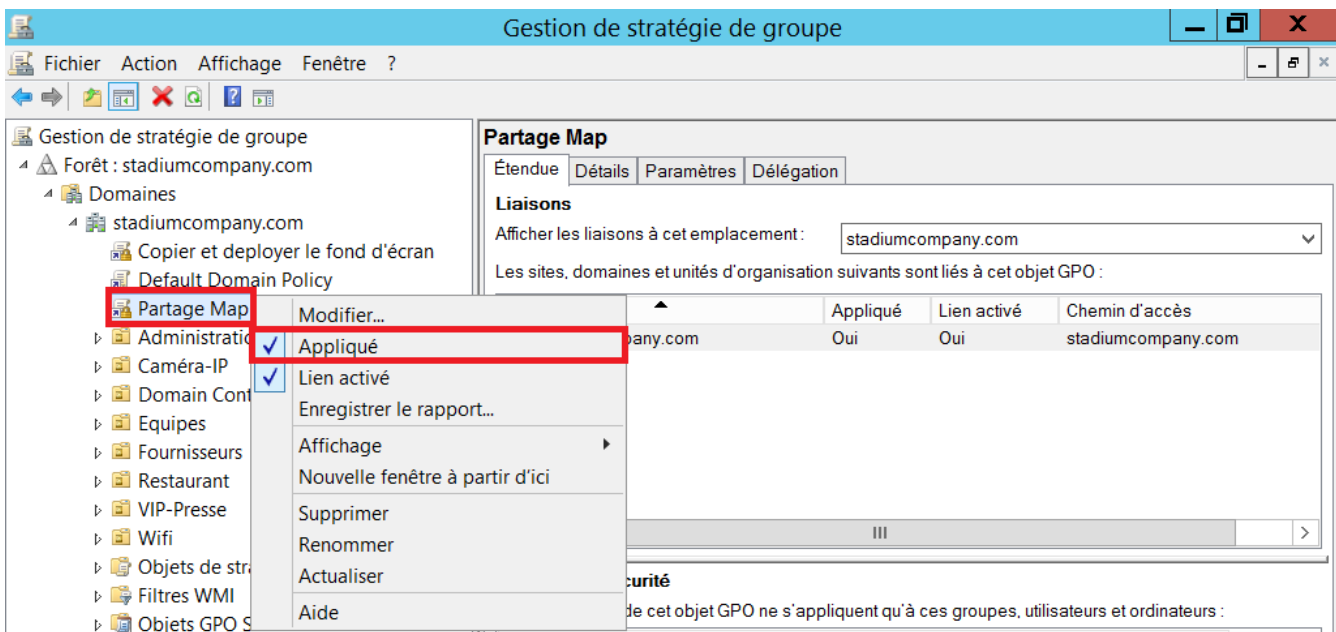 Gestion de stratégie de groupe
Fichier Action Affichage Fenêtre ?
Gestion de stratégie de groupe
Forêt : stadiumcompany.com
Domaines
stadiumcompany.com
Copier et deployer le fond d'écran
Default Domain Policy
Partage Map
Administratio
Caméra-IP
Domain Cont
Equipes
Fournisseurs
Restaurant
VIP-Presse
Wifi
Objets de stra
Filtres WMI
Objets GPO S
Modifier...
Appliqué
Lien activé
Enregistrer le rapport...
Affichage
Nouvelle fenêtre à partir d'ici
Supprimer
Renommer
Actualiser
Aide
Partage Map
Étendue Détails Paramètres Délégation
Liaisons
Afficher les liaisons à cet emplacement : stadiumcompany.com
Les sites, domaines et unités d'organisation suivants sont liés à cet objet GPO :
Appliqué Lien activé Chemin d'accès
pany.com Oui Oui stadiumcompany.com
curité
de cet objet GPO ne s'appliquent qu'à ces groupes, utilisateurs et ordinateurs :